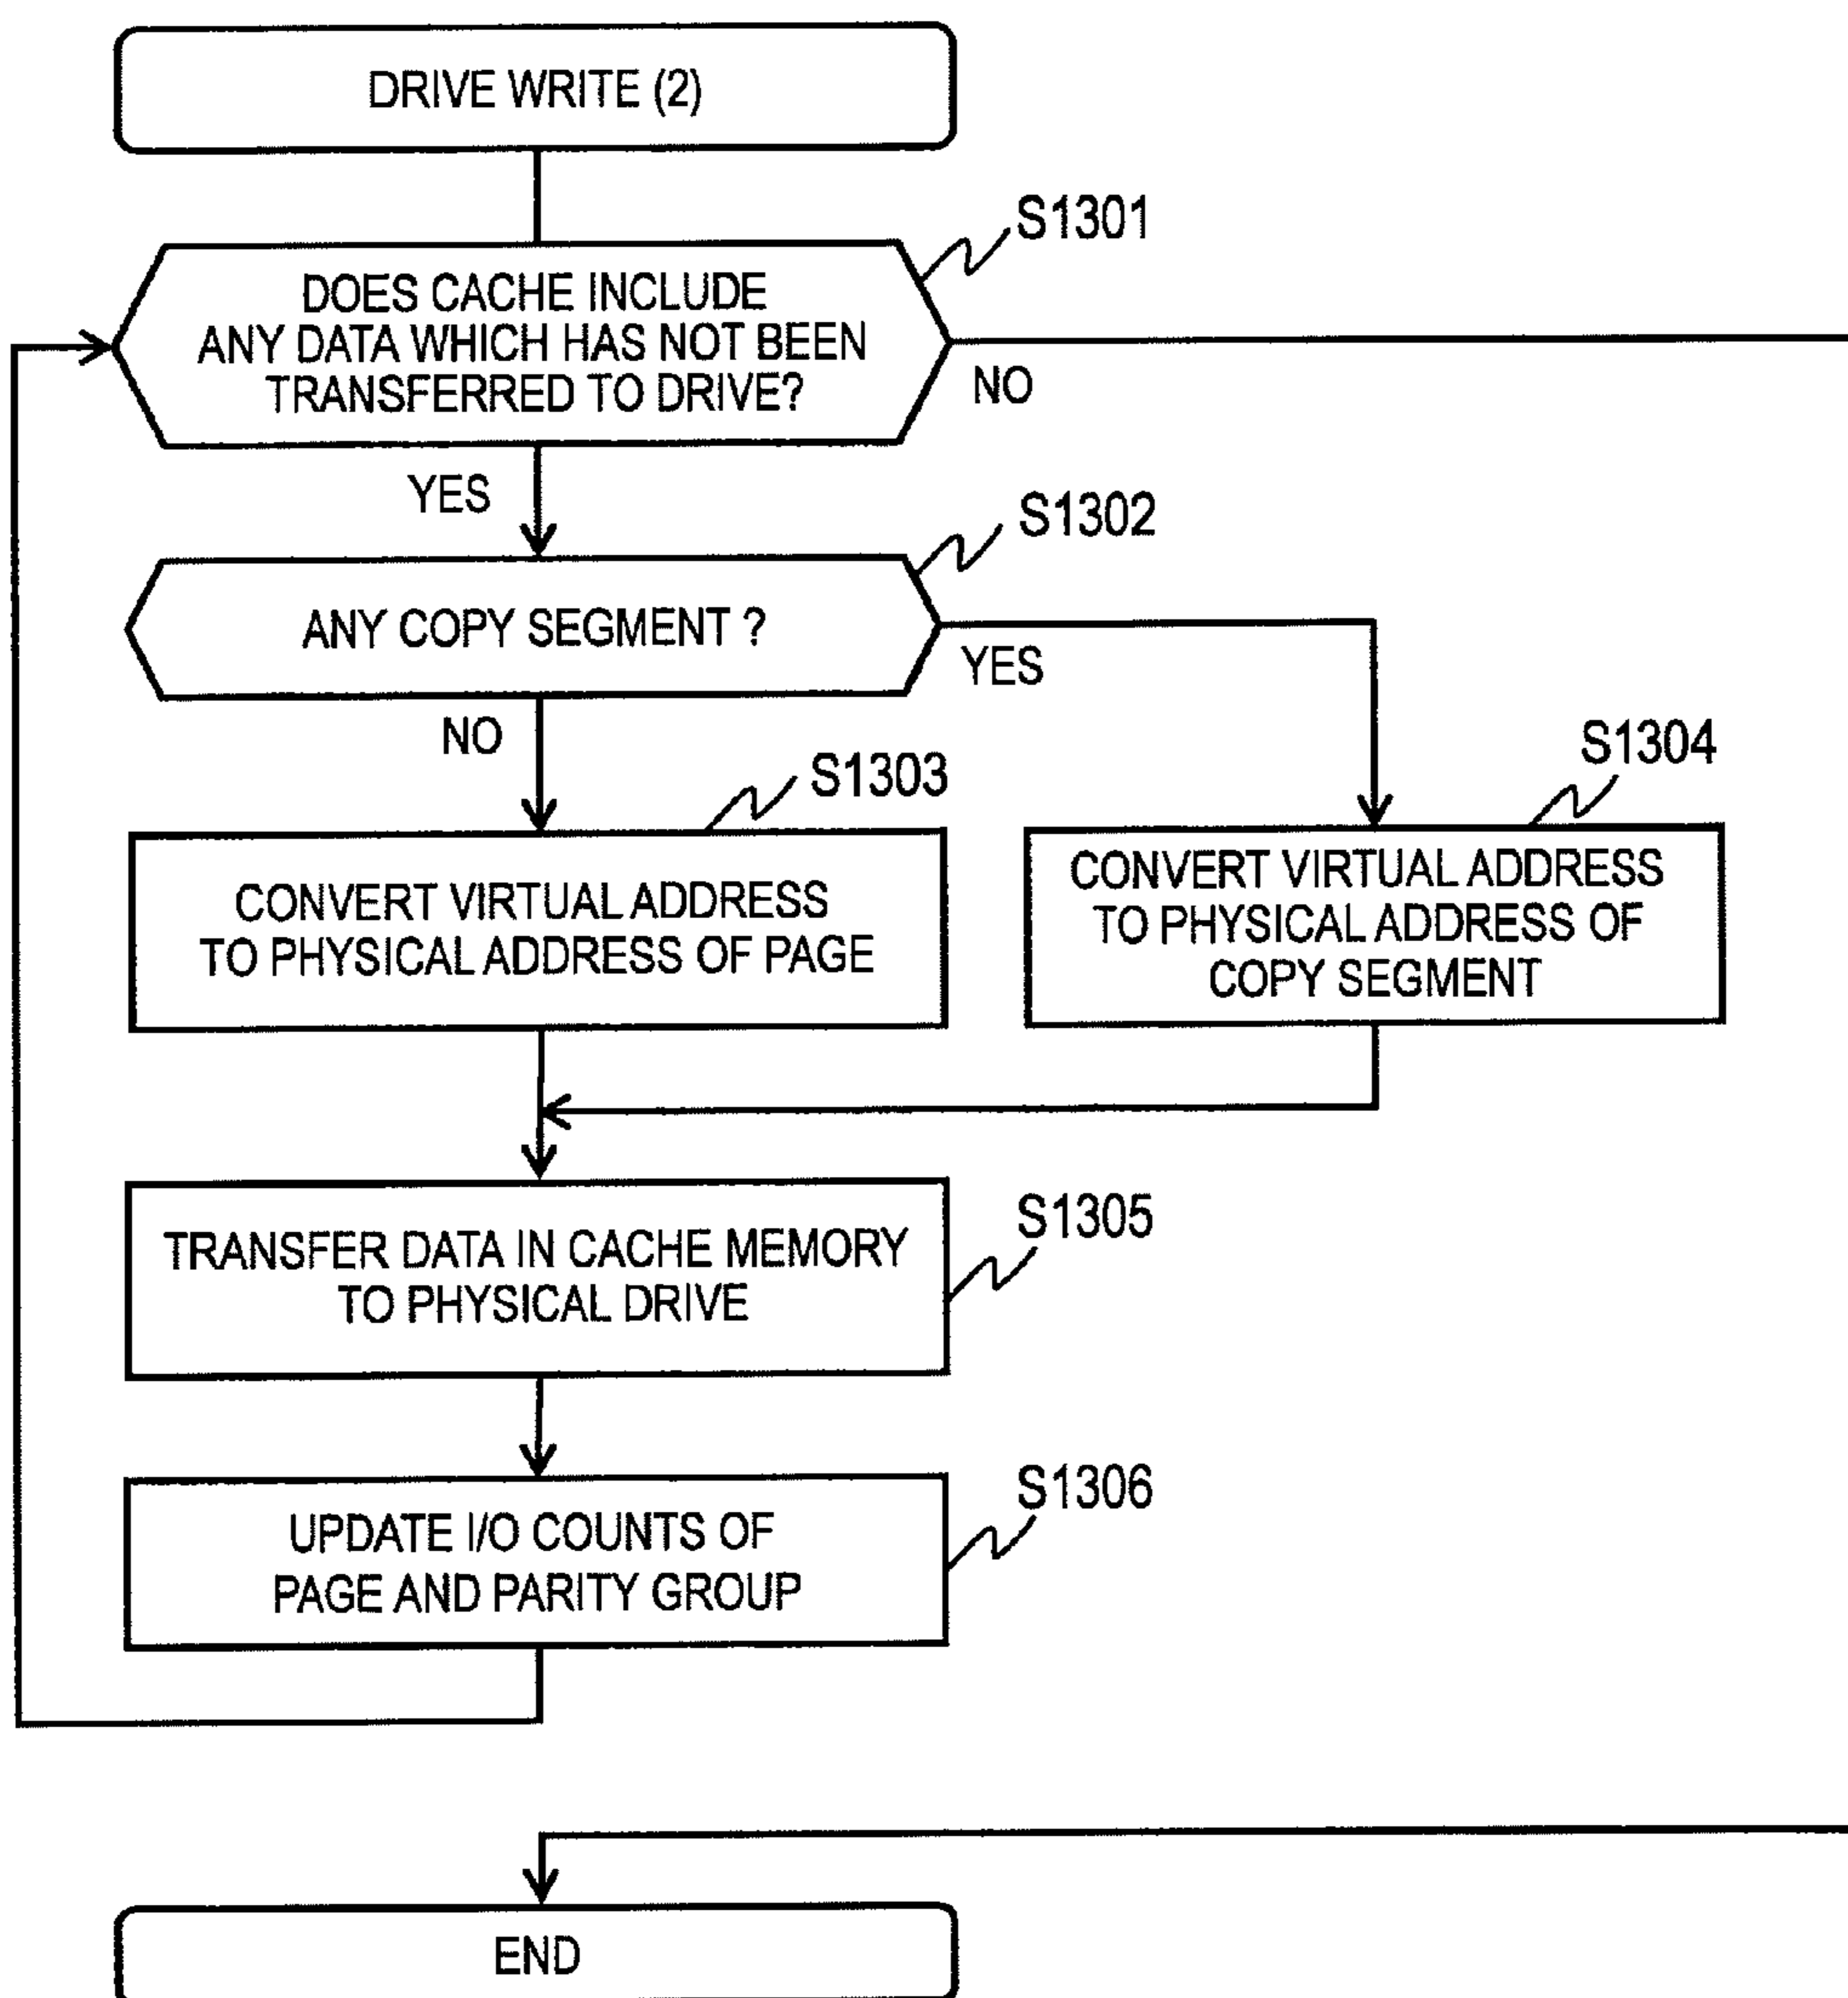 DRIVE WRITE (2)
S1301
DOES CACHE INCLUDE
ANY DATA WHICH HAS NOT BEEN
TRANSFERRED TO DRIVE?
NO
YES
S1302
ANY COPY SEGMENT ?
YES
NO
S1303
S1304
CONVERT VIRTUAL ADDRESS
TO PHYSICAL ADDRESS OF PAGE
CONVERT VIRTUAL ADDRESS
TO PHYSICAL ADDRESS OF
COPY SEGMENT
S1305
TRANSFER DATA IN CACHE MEMORY
TO PHYSICAL DRIVE
S1306
UPDATE I/O COUNTS OF
PAGE AND PARITY GROUP
END